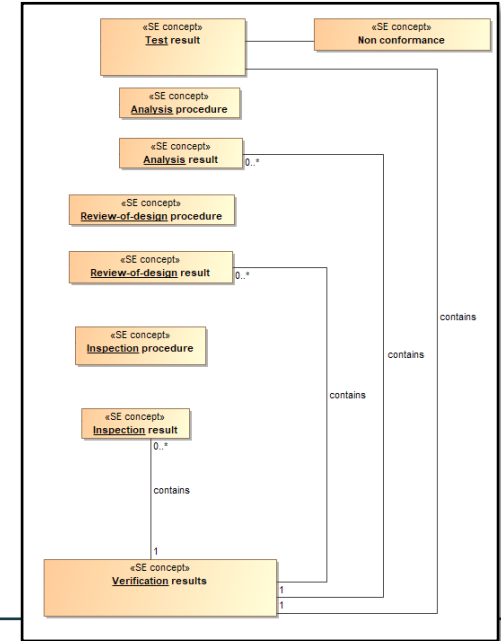 «SE concept»
Test result
«SE concept»
Non conformance
«SE concept»
Analysis procedure
«SE concept»
Analysis result
0..*
«SE concept»
Review-of-design procedure
«SE concept»
Review-of-design result
0..*
contains
«SE concept»
Inspection procedure
contains
contains
«SE concept»
Inspection result
0..*
contains
1
«SE concept»
Verification results
1
1